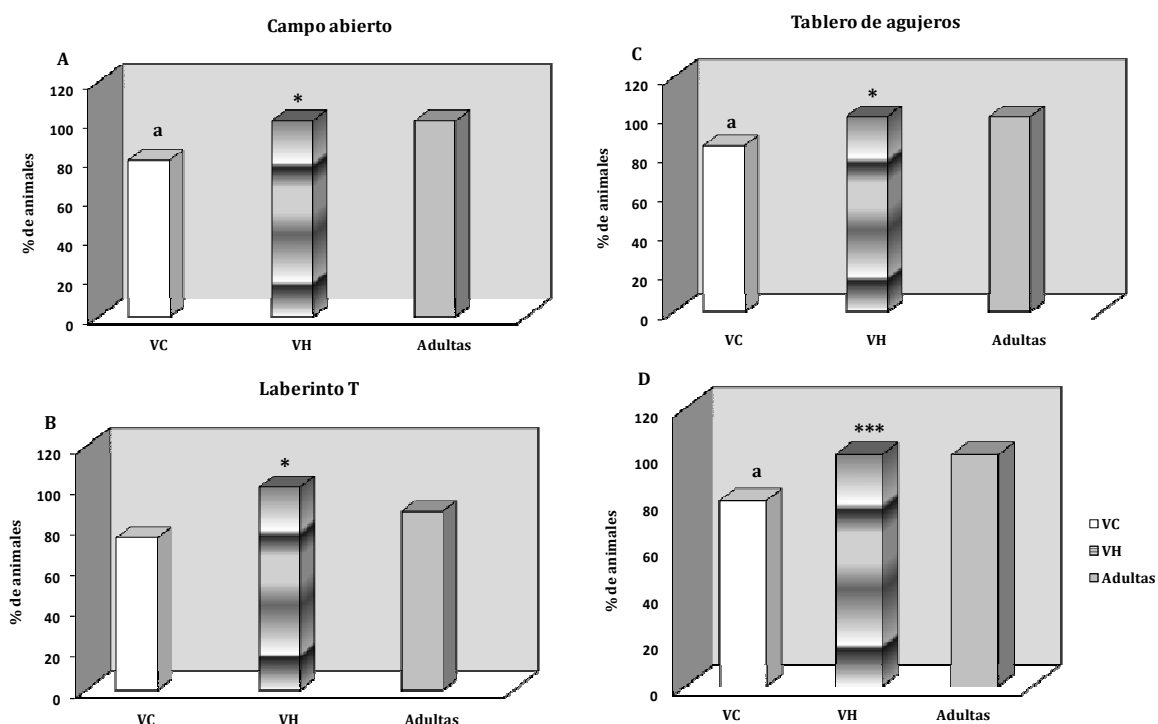 Campo abierto
A
120
100
80
60
40
20
0
% de animales
a
*
VC
VH
Adultas
Tablero de agujeros
C
120
100
80
60
40
20
0
% de animales
a
*
VC
VH
Adultas
Laberinto T
B
120
100
80
60
40
20
0
% de animales
*
VC
VH
Adultas
D
120
100
80
60
40
20
0
% de animales
a
***
VC
VH
Adultas
VC
VH
Adultas